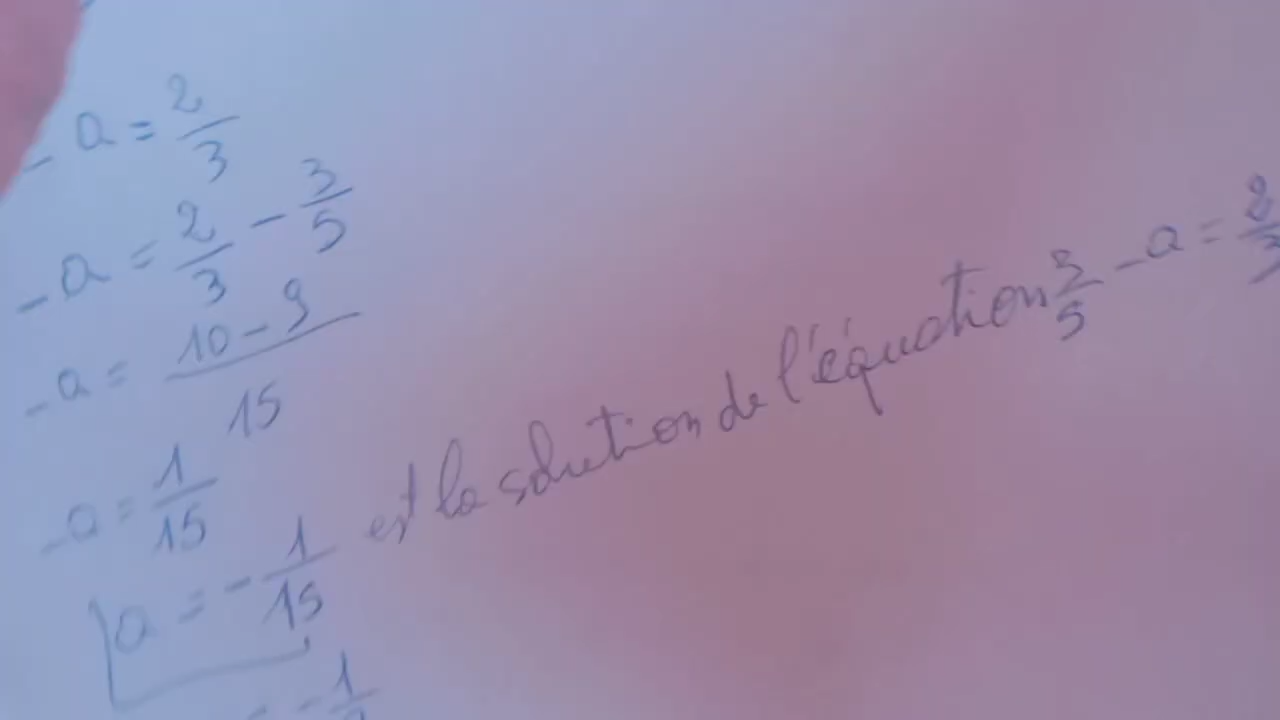 - a = 2/3
- a = 2/3 - 3/5
- a = 10 - 9 / 15
- a = 1/15
a = - 1/15 est la solution de l'équation 3/5 - a = 2/3
= - 1